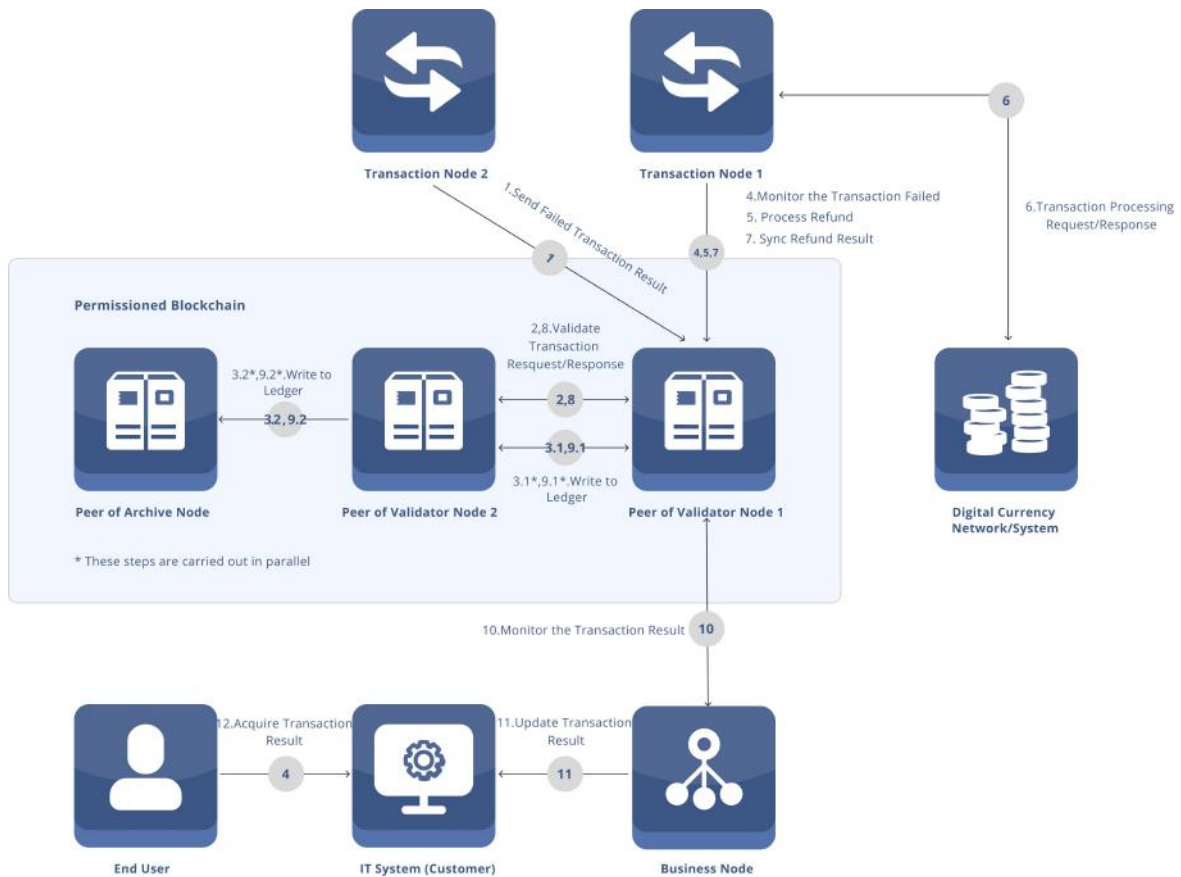 6
Transaction Node 2
Transaction Node 1
1.Send Failed Transaction Result
4.Monitor the Transaction Failed
5. Process Refund
7. Sync Refund Result
6.Transaction Processing
Request/Response
1
4,5,7
Permissioned Blockchain
2,8.Validate
Transaction
Resquest/Response
3.2*,9.2*.Write to
Ledger
3.2, 9.2
2,8
3.1,9.1
3.1*,9.1*.Write to
Ledger
Peer of Archive Node
Peer of Validator Node 2
Peer of Validator Node 1
Digital Currency
Network/System
* These steps are carried out in parallel
10.Monitor the Transaction Result
10
12.Acquire Transaction
Result
4
11.Update Transaction
Result
11
End User
IT System (Customer)
Business Node